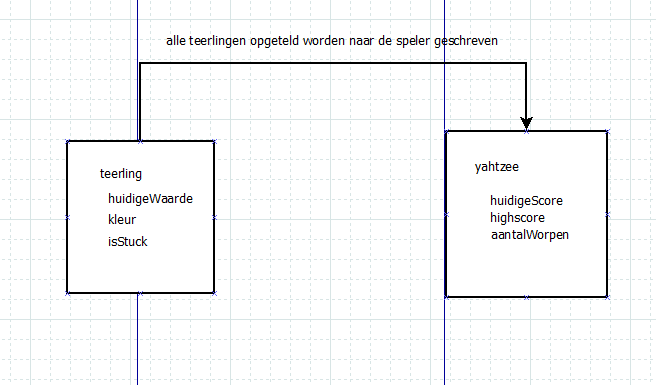 alle teerlingen opgeteld worden naar de speler geschreven
teerling
huidigeWaarde
kleur
isStuck
yahtzee
huidigeScore
highscore
aantalWorpen